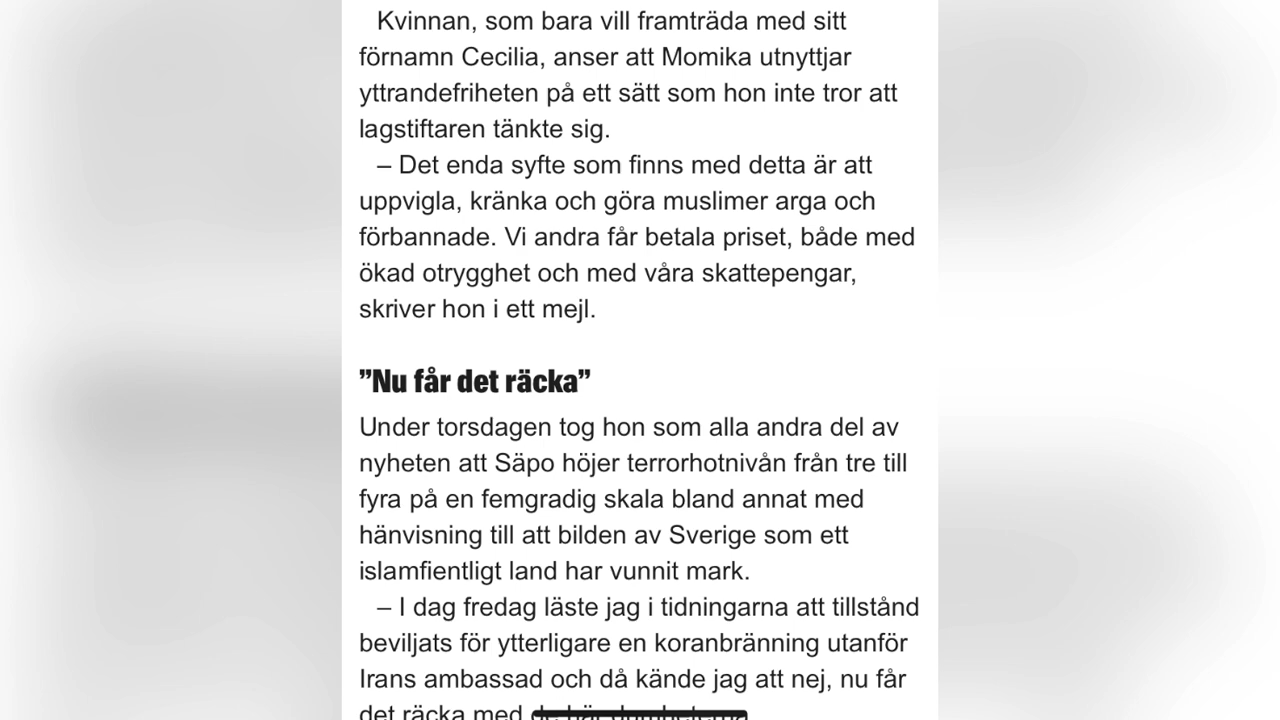 Kvinnan, som bara vill framträda med sitt
förnamn Cecilia, anser att Momika utnyttjar
yttrandefriheten på ett sätt som hon inte tror att
lagstiftaren tänkte sig.
– Det enda syfte som finns med detta är att
uppvigla, kränka och göra muslimer arga och
förbannade. Vi andra får betala priset, både med
ökad otrygghet och med våra skattepengar,
skriver hon i ett mejl.
”Nu får det räcka”
Under torsdagen tog hon som alla andra del av
nyheten att Säpo höjer terrorhotnivån från tre till
fyra på en femgradig skala bland annat med
hänvisning till att bilden av Sverige som ett
islamfientligt land har vunnit mark.
– I dag fredag läste jag i tidningarna att tillstånd
beviljats för ytterligare en koranbränning utanför
Irans ambassad och då kände jag att nej, nu får
det räcka med